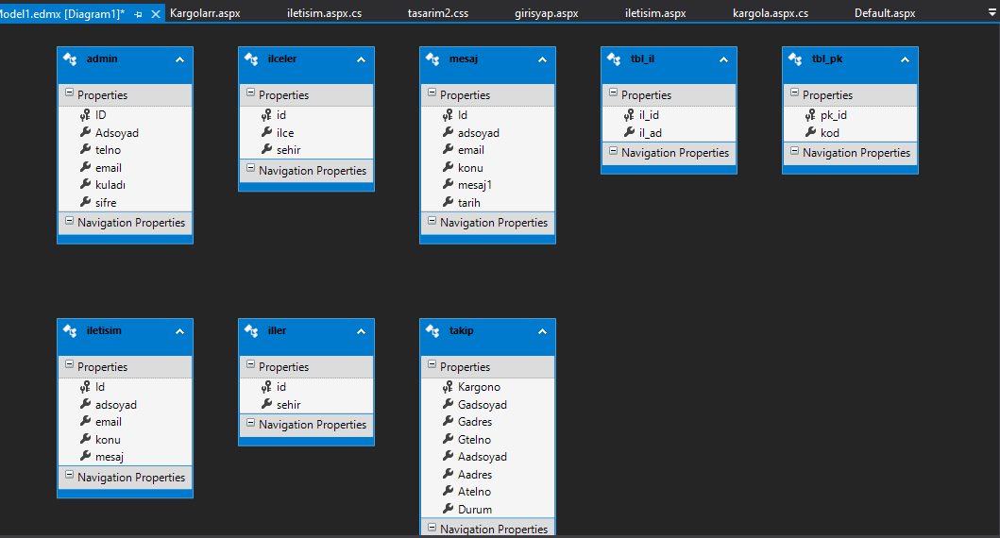 Model1.edmx [Diagram1]* Kargolarr.aspx iletisim.aspx.cs tasarim2.css girisyap.aspx iletisim.aspx kargola.aspx.cs Default.aspx
admin
Properties
ID
Adsoyad
telno
email
kuladı
sifre
Navigation Properties
ilceler
Properties
id
ilce
sehir
Navigation Properties
mesaj
Properties
Id
adsoyad
email
konu
mesaj1
tarih
Navigation Properties
tbl_il
Properties
il_id
il_ad
Navigation Properties
tbl_pk
Properties
pk_id
kod
Navigation Properties
iletisim
Properties
Id
adsoyad
email
konu
mesaj
Navigation Properties
iller
Properties
id
sehir
Navigation Properties
takip
Properties
Kargono
Gadsoyad
Gadres
Gtelno
Aadsoyad
Aadres
Atelno
Durum
Navigation Properties